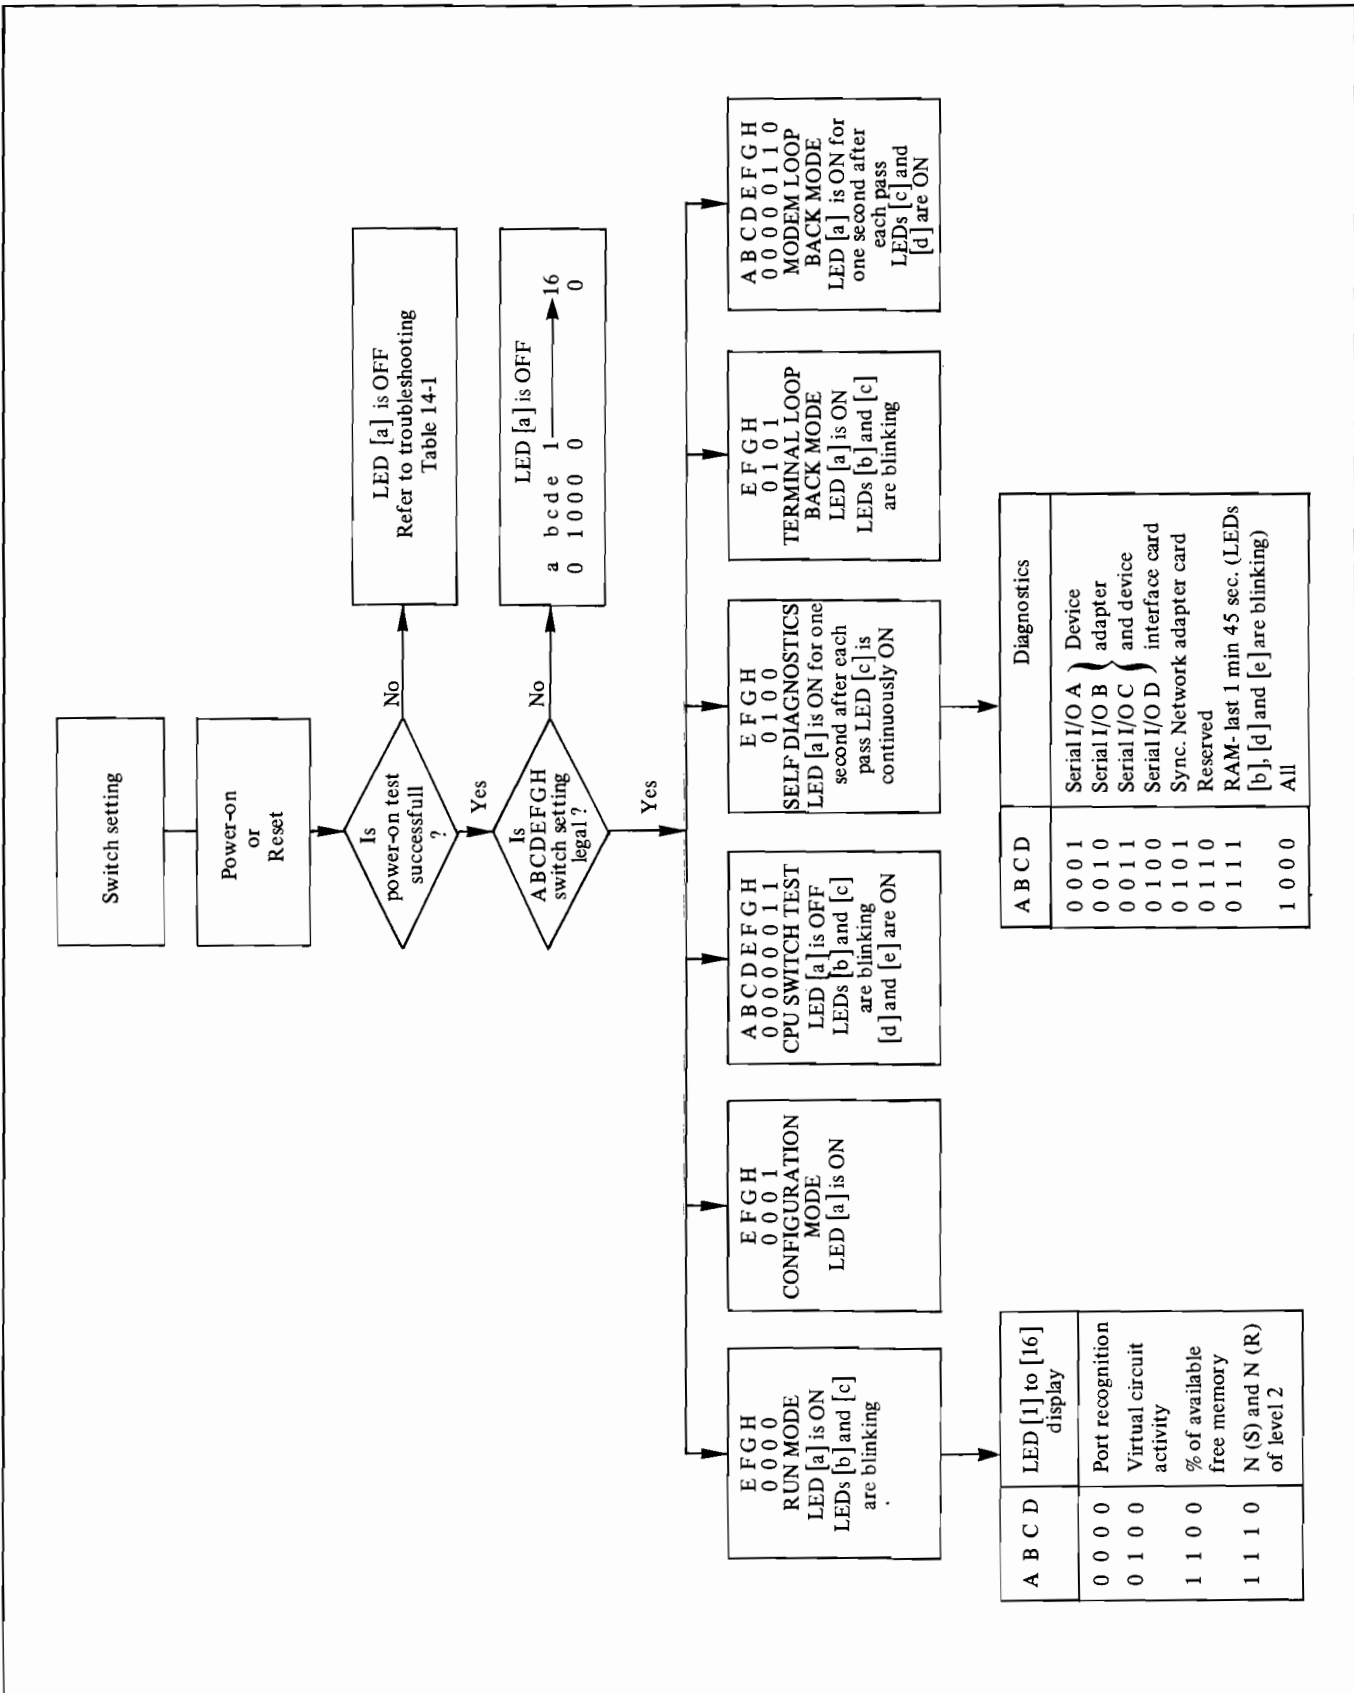 Switch setting
Power-on
or
Reset
Is
power-on test
successfull
?
No
LED [a] is OFF
Refer to troubleshooting
Table 14-1
Yes
Is
ABCDEFGH
switch setting
legal ?
No
LED [a] is OFF
a b c d e 1 16
0 1 0 0 0 0 0
Yes
E F G H
0 0 0 0
RUN MODE
LED [a] is ON
LEDs [b] and [c]
are blinking
E F G H
0 0 0 1
CONFIGURATION
MODE
LED [a] is ON
A B C D E F G H
0 0 0 0 0 0 1 1
CPU SWITCH TEST
LED [a] is OFF
LEDs [b] and [c]
are blinking
[d] and [e] are ON
E F G H
0 1 0 0
SELF DIAGNOSTICS
LED [a] is ON for one
second after each
pass LED [c] is
continuously ON
E F G H
0 1 0 1
TERMINAL LOOP
BACK MODE
LED [a] is ON
LEDs [b] and [c]
are blinking
A B C D E F G H
0 0 0 0 0 1 1 0
MODEM LOOP
BACK MODE
LED [a] is ON for
one second after
each pass
LEDs [c] and
[d] are ON
A B C D LED [1] to [16]
display
0 0 0 0 Port recognition
0 1 0 0 Virtual circuit
activity
1 1 0 0 % of available
free memory
1 1 1 0 N (S) and N (R)
of level 2
A B C D Diagnostics
0 0 0 1 Serial I/O A } Device
0 0 1 0 Serial I/O B adapter
0 0 1 1 Serial I/O C and device
0 1 0 0 Serial I/O D interface card
0 1 0 1 Sync. Network adapter card
0 1 1 0 Reserved
0 1 1 1 RAM- last 1 min 45 sec. (LEDs
[b], [d] and [e] are blinking)
1 0 0 0 All